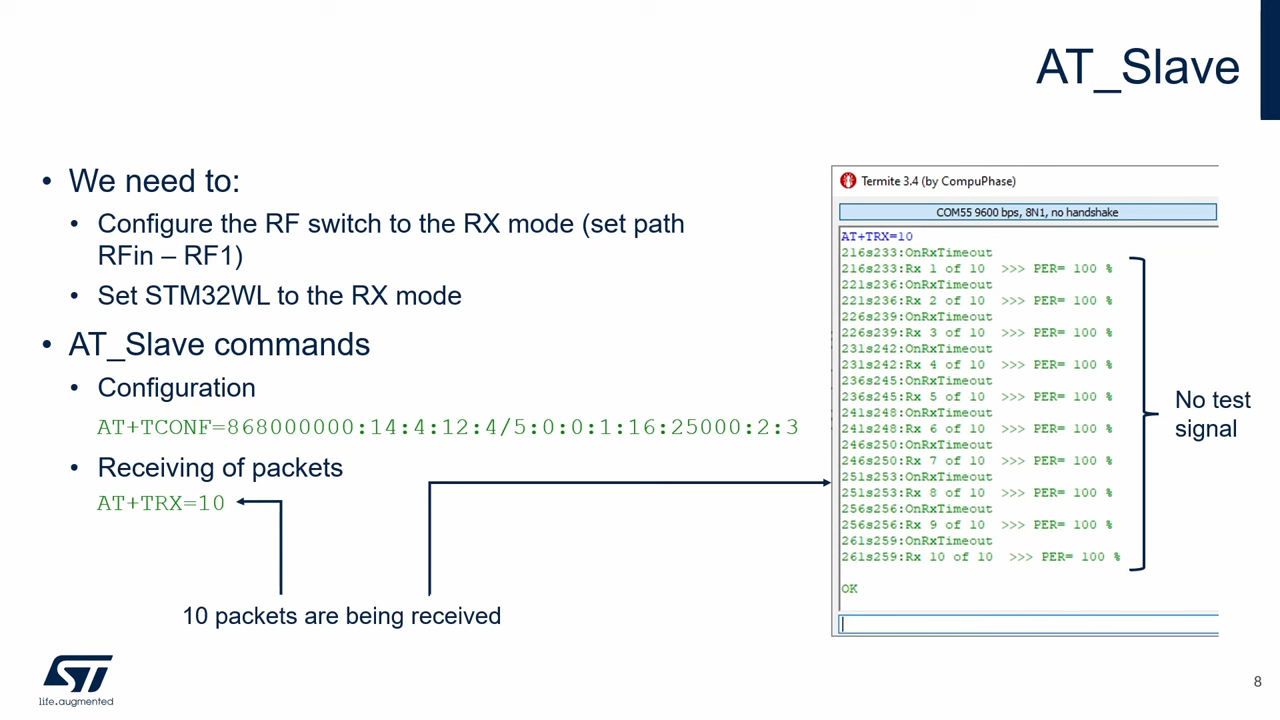 AT_Slave
• We need to:
• Configure the RF switch to the RX mode (set path
RFin – RF1)
• Set STM32WL to the RX mode
• AT_Slave commands
• Configuration
AT+TCONF=868000000:14:4:12:4/5:0:0:1:16:25000:2:3
• Receiving of packets
AT+TRX=10
10 packets are being received
Termite 3.4 (by CompuPhase)
COM55 9600 bps, 8N1, no handshake
AT+TRX=10
216s233:OnRxTimeout
216s233:Rx 1 of 10 >>> PER= 100 %
221s236:OnRxTimeout
221s236:Rx 2 of 10 >>> PER= 100 %
226s239:OnRxTimeout
226s239:Rx 3 of 10 >>> PER= 100 %
231s242:OnRxTimeout
231s242:Rx 4 of 10 >>> PER= 100 %
236s245:OnRxTimeout
236s245:Rx 5 of 10 >>> PER= 100 %
241s248:OnRxTimeout
241s248:Rx 6 of 10 >>> PER= 100 %
246s250:OnRxTimeout
246s250:Rx 7 of 10 >>> PER= 100 %
251s253:OnRxTimeout
251s253:Rx 8 of 10 >>> PER= 100 %
256s256:OnRxTimeout
256s256:Rx 9 of 10 >>> PER= 100 %
261s259:OnRxTimeout
261s259:Rx 10 of 10 >>> PER= 100 %
OK
No test
signal
ST
life.augmented
8